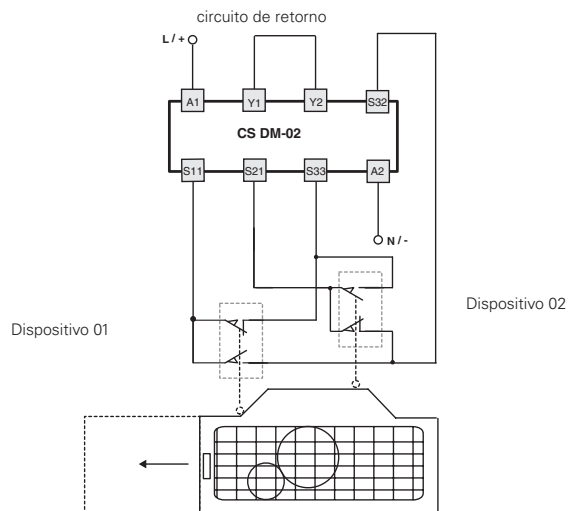 circuito de retorno
L / +
A1 Y1 Y2 S32
CS DM-02
S11 S21 S33 A2
N / -
Dispositivo 02
Dispositivo 01